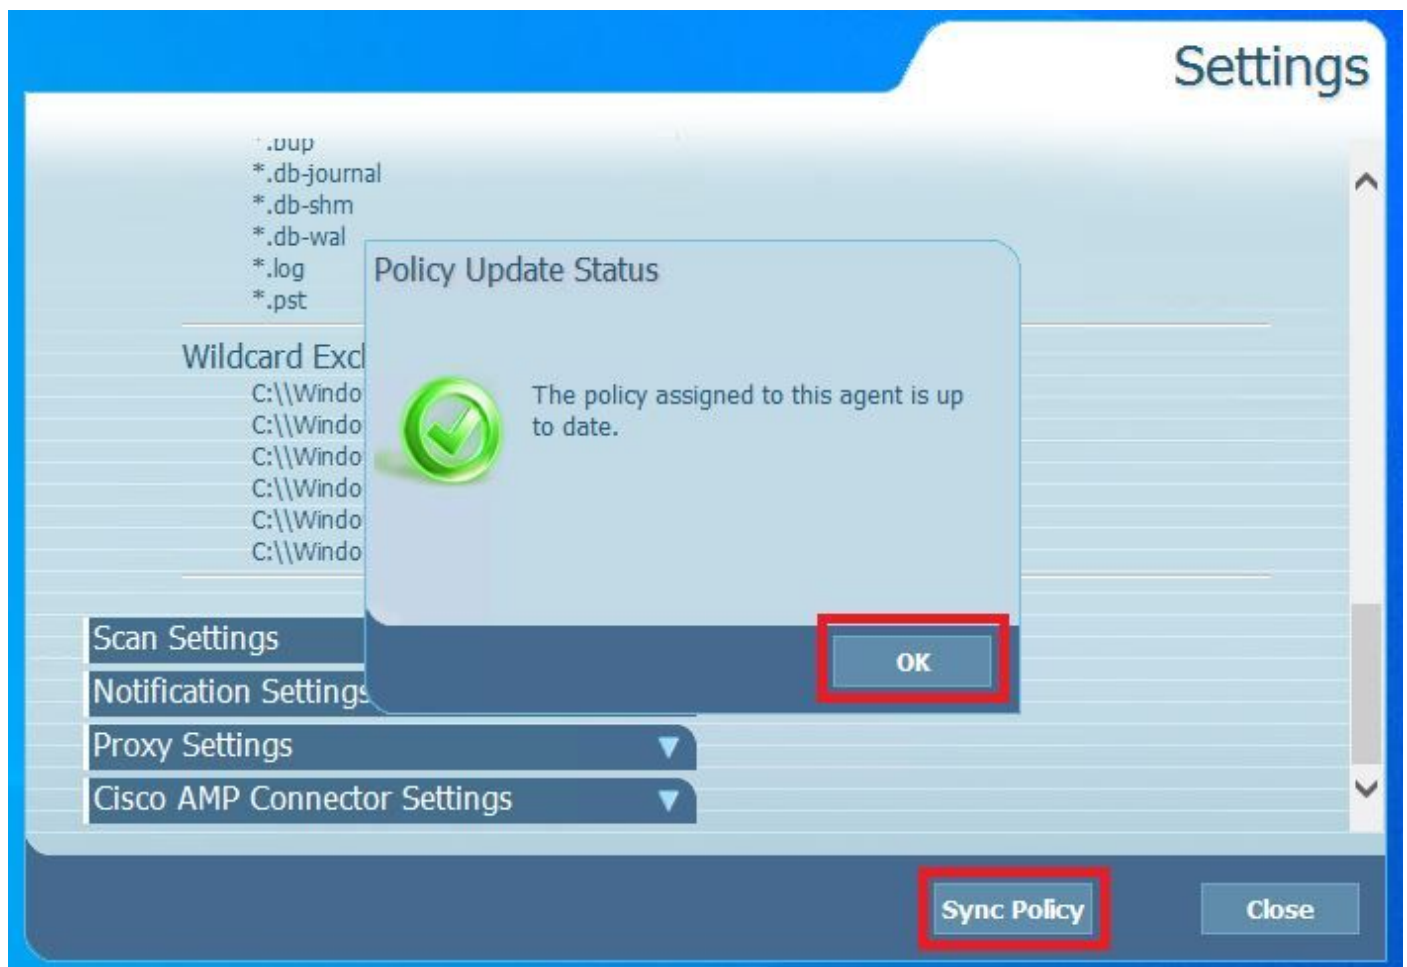 Settings
*.bup
*.db-journal
*.db-shm
*.db-wal
*.log
*.pst
Policy Update Status
Wildcard Excl
C:\\Windo
C:\\Windo
C:\\Windo
C:\\Windo
C:\\Windo
C:\\Windo
The policy assigned to this agent is up
to date.
OK
Scan Settings
Notification Settings
Proxy Settings
Cisco AMP Connector Settings
Sync Policy
Close